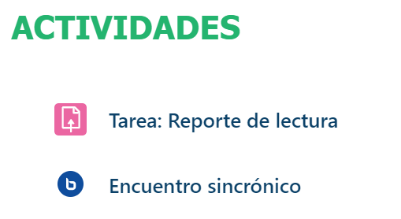 ACTIVIDADES
Tarea: Reporte de lectura
Encuentro sincrónico